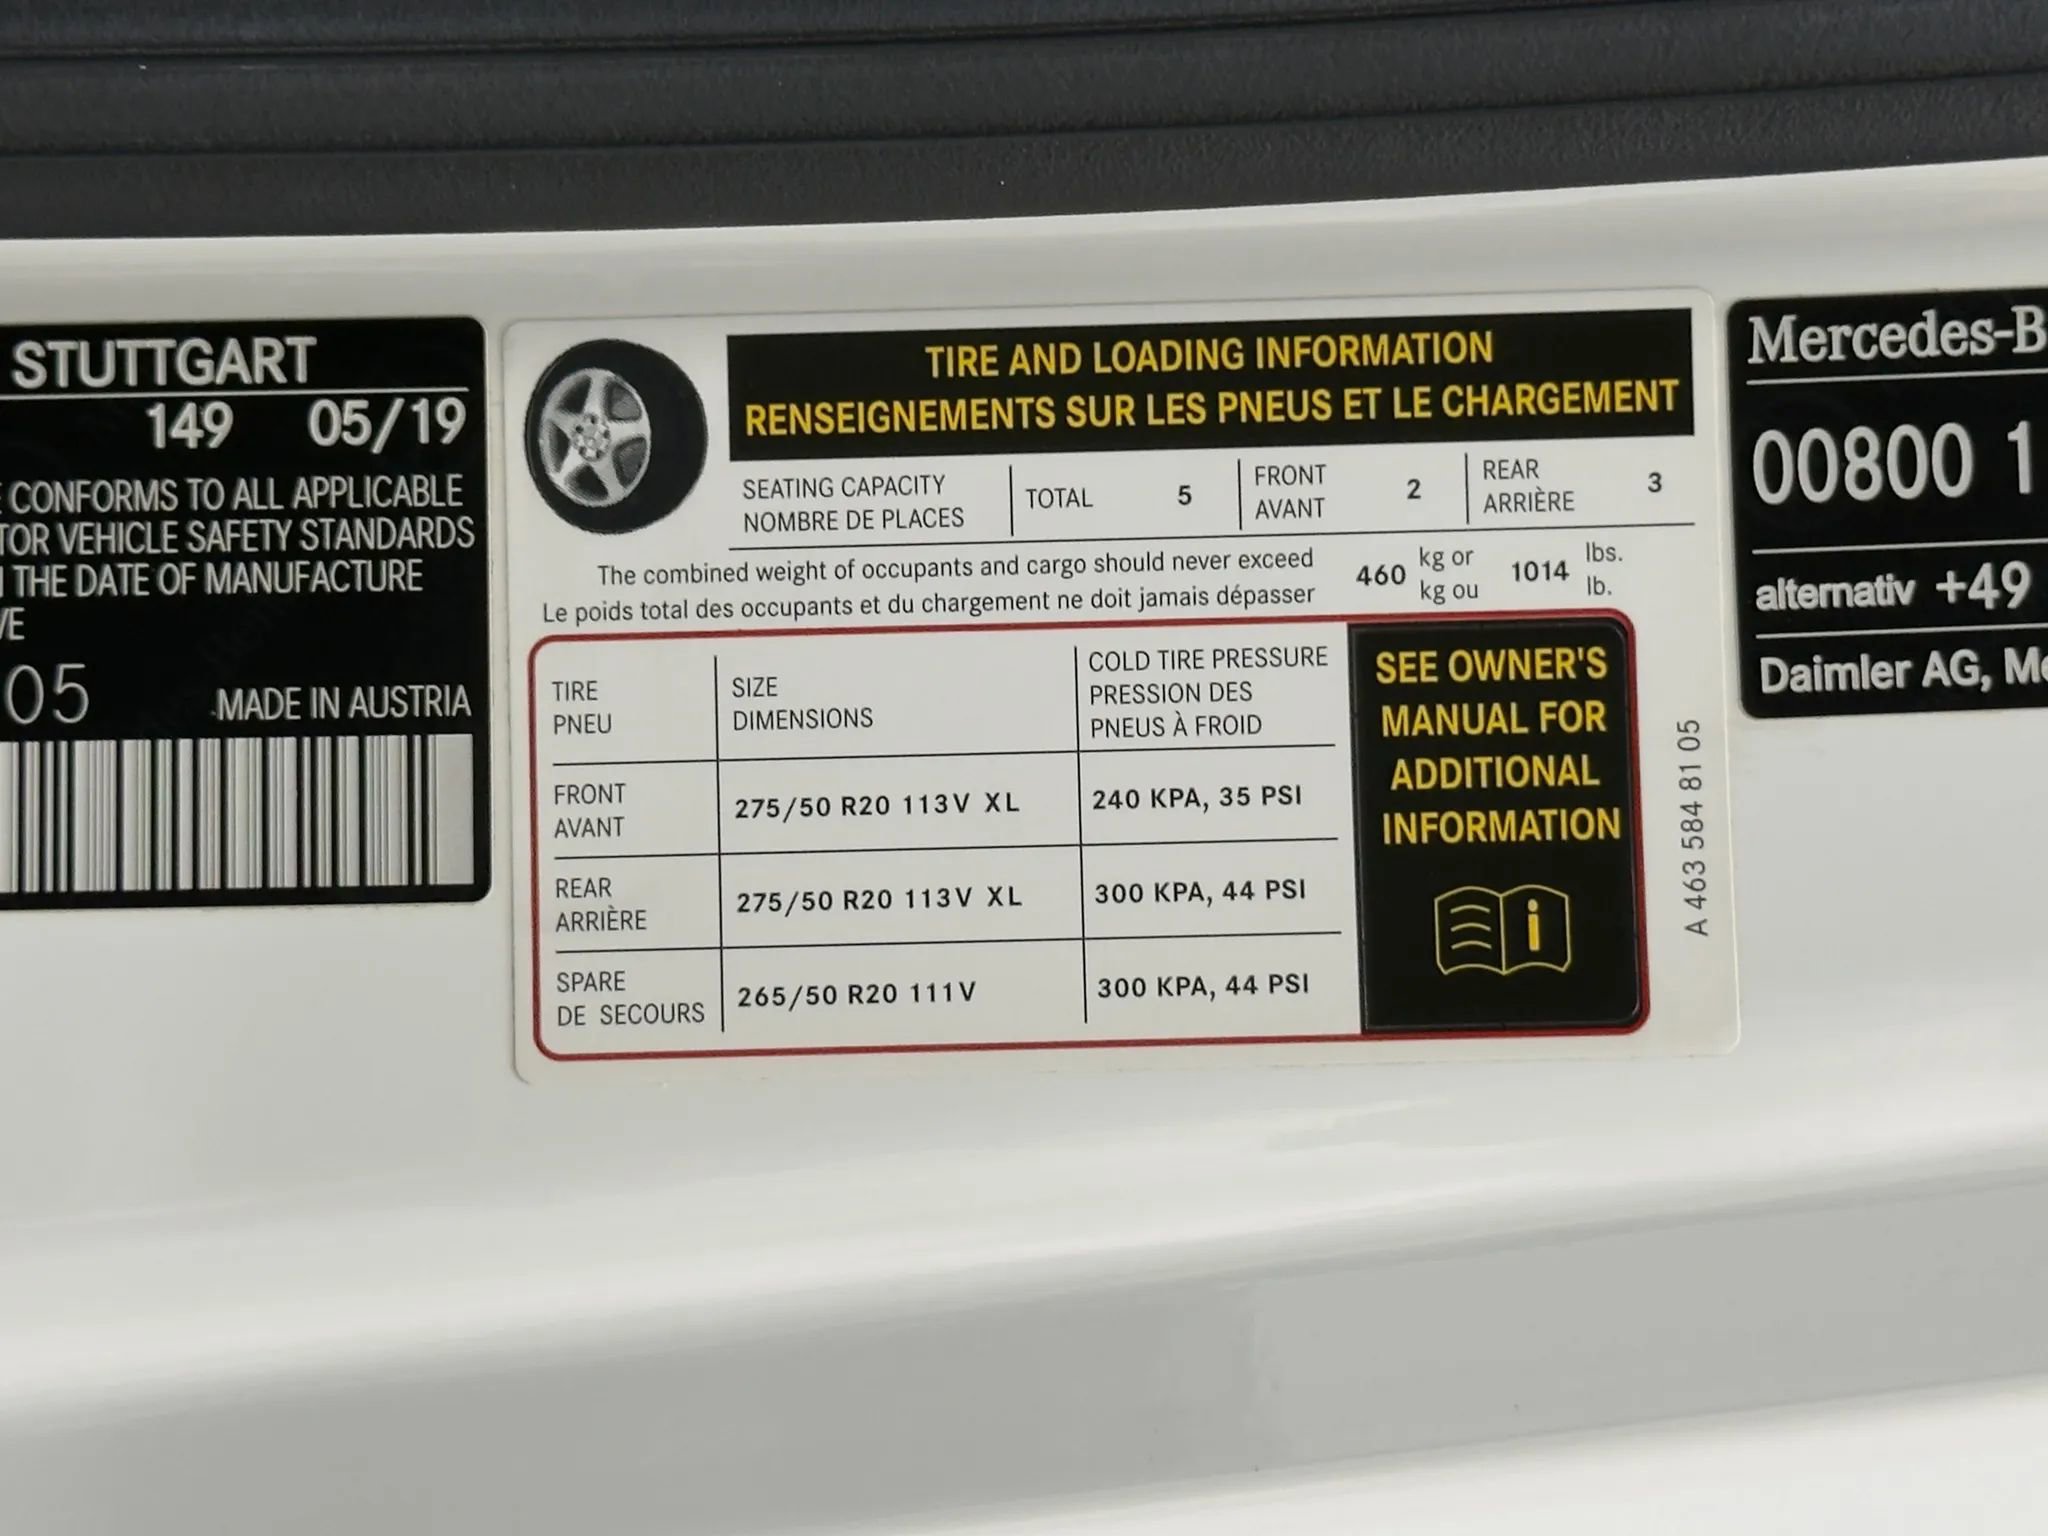 STUTTGART
149 05/19
CONFORMS TO ALL APPLICABLE
VEHICLE SAFETY STANDARDS
THE DATE OF MANUFACTURE
05
MADE IN AUSTRIA
TIRE AND LOADING INFORMATION
RENSEIGNEMENTS SUR LES PNEUS ET LE CHARGEMENT
SEATING CAPACITY
NOMBRE DE PLACES
TOTAL 5
FRONT
AVANT
2
REAR
ARRIÈRE
3
The combined weight of occupants and cargo should never exceed
Le poids total des occupants et du chargement ne doit jamais dépasser
460 kg or
kg ou
1014 lbs.
lb.
TIRE
PNEU
SIZE
DIMENSIONS
COLD TIRE PRESSURE
PRESSION DES
PNEUS À FROID
FRONT
AVANT
275/50 R20 113V XL
240 KPA, 35 PSI
REAR
ARRIÈRE
275/50 R20 113V XL
300 KPA, 44 PSI
SPARE
DE SECOURS
265/50 R20 111V
300 KPA, 44 PSI
SEE OWNER'S
MANUAL FOR
ADDITIONAL
INFORMATION
i
A 463 584 81 05
Mercedes-B
00800 1
alternativ +49
Daimler AG,